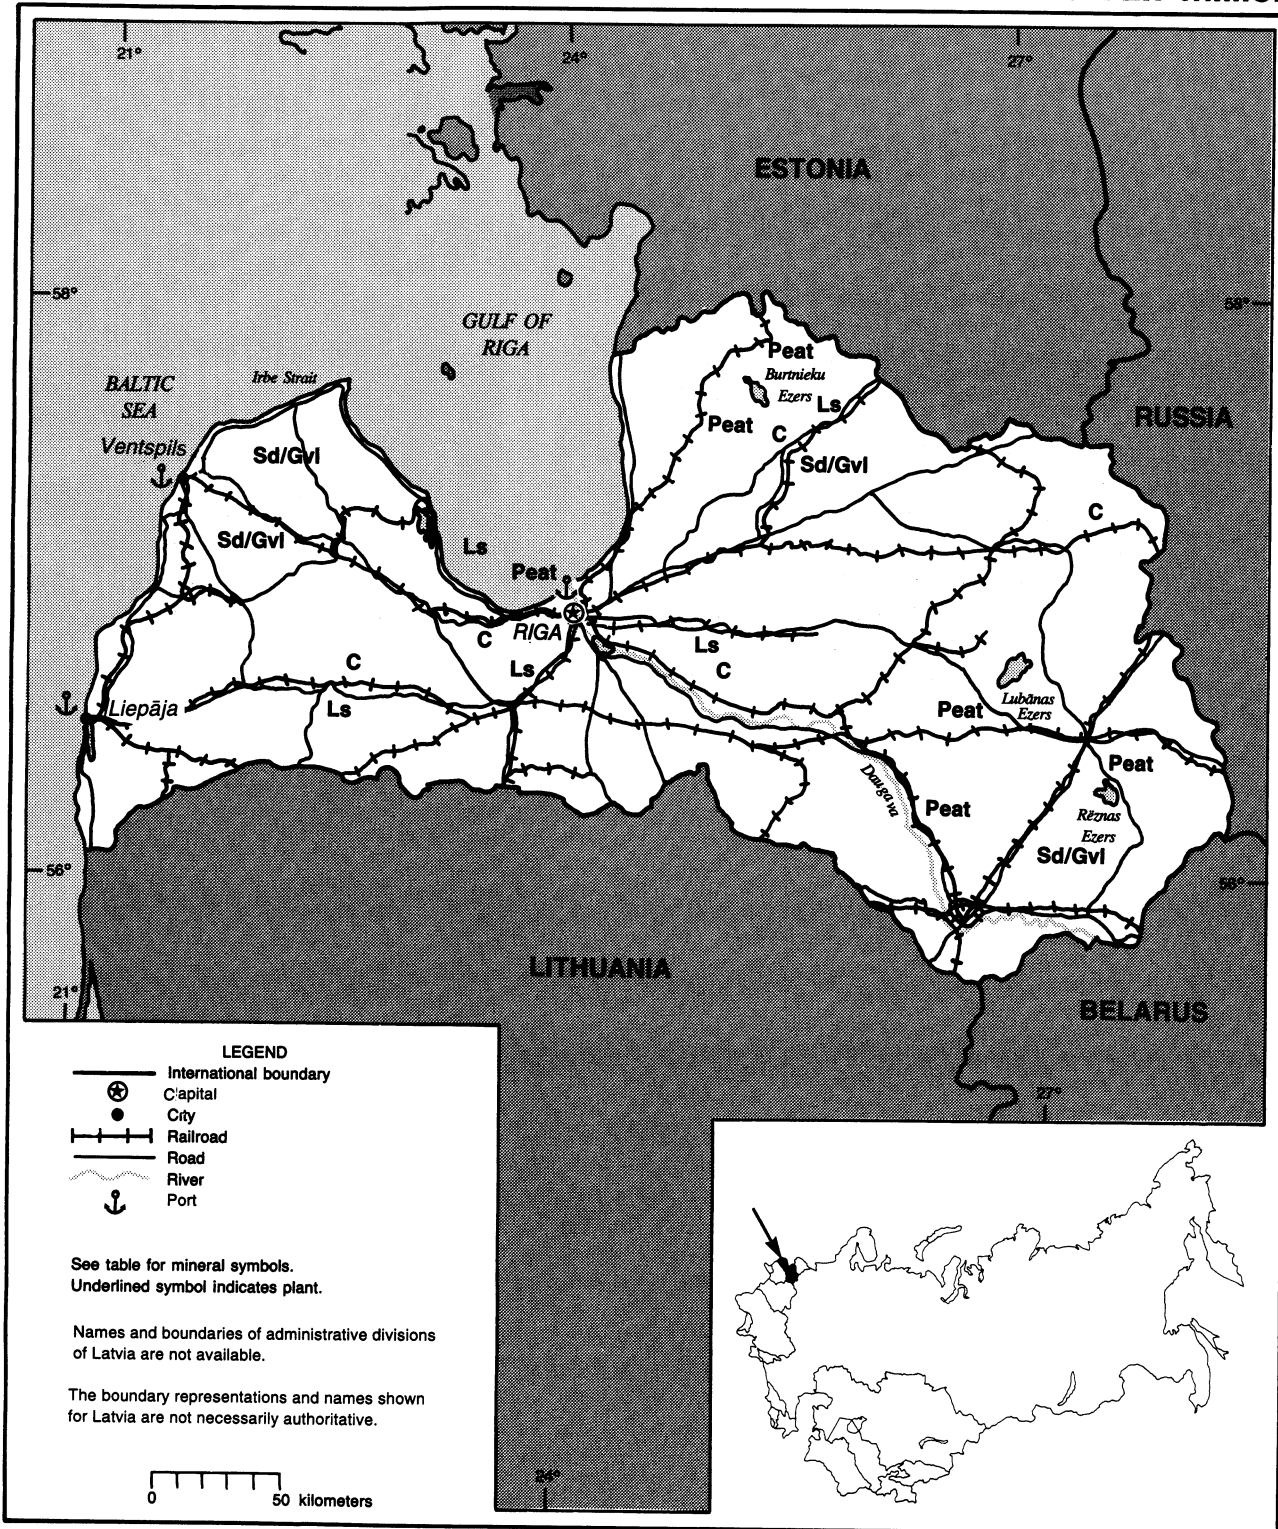 21°
24°
27°
ESTONIA
58°
58°
GULF OF
RIGA
BALTIC
SEA
Irbe Strait
Peat
Burtnieku
Ezers
Ls
RUSSIA
Ventspils
Sd/Gvl
Peat
C
Sd/Gvl
C
Sd/Gvl
Ls
Peat
RIGA
C
Ls
C
Ls
C
Liepāja
Ls
Peat
Lubānas
Ezers
Peat
Daugava
Peat
Rēznas
Ezers
Sd/Gvl
56°
56°
LITHUANIA
21°
BELARUS
27°
LEGEND
International boundary
Capital
City
Railroad
Road
River
Port
See table for mineral symbols.
Underlined symbol indicates plant.
Names and boundaries of administrative divisions
of Latvia are not available.
The boundary representations and names shown
for Latvia are not necessarily authoritative.
0 50 kilometers
24°